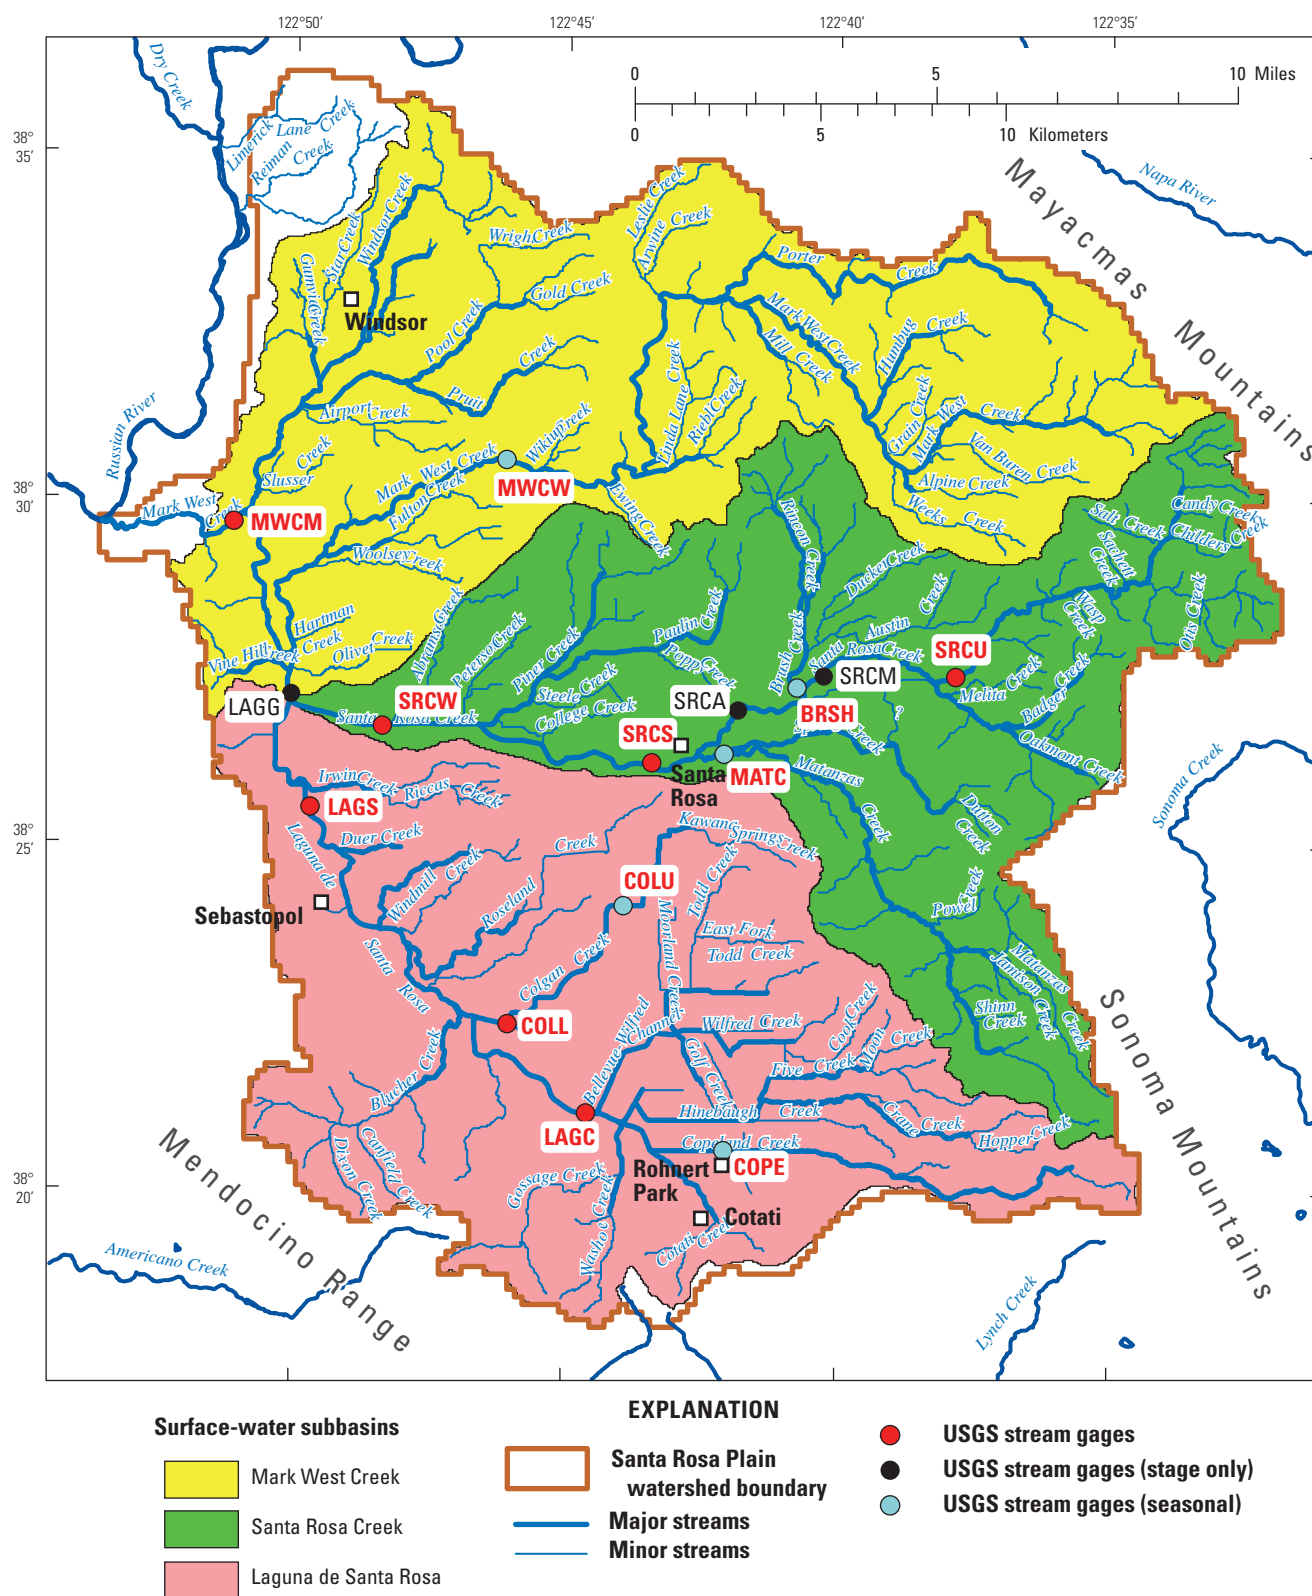 122°50′
122°45′
122°40′
122°35′
0
5
10 Miles
0
5
10 Kilometers
38°
35′
38°
30′
38°
25′
38°
20′
Dry Creek
Limerick
Lane Creek
Reiman
Creek
Russian River
Napa River
Mayacmas
Mountains
Star Creek
Windsor Creek
Windsor
Wright Creek
Leslie Creek
Arvine Creek
Porter
Creek
Gold Creek
Pool Creek
Pruit
Creek
Mark West Creek
Mill Creek
Humbug
Creek
Airport
Creek
Linda Lane Creek
Riebl Creek
Grain Creek
Mark West
Creek
Van Buren
Creek
Alpine Creek
Weeks
Creek
Slusser
Creek
Mark West Creek
Wikiup Creek
MWCW
Fulton Creek
Ewing Creek
Mark West
Creek
MWCM
Woolsey Creek
Rincon Creek
Ducker Creek
Candy Creek
Salt Creek
Childers
Creek
Sachett
Creek
Wasp
Creek
Otis Creek
Hartman
Creek
Vine Hill Creek
Olivet
Creek
Abrams Creek
Peterson Creek
Piner Creek
Paulin
Creek
Poppy Creek
Brush Creek
Austin
Creek
Santa
Rosa Creek
SRCU
SRCM
Melita Creek
Badger Creek
Oakmont Creek
LAGG
SRCW
Santa Rosa Creek
Steele Creek
College Creek
SRCA
SRCS
BRSH
Creek
?
Santa
Rosa
MATC
Matanzas
Creek
Dutton
Creek
Irwin Creek
Riccas
Creek
LAGS
Duer Creek
Laguna de
Santa
Rosa
Sebastopol
Windmill
Creek
Roseland
Creek
COLU
Colgan
Creek
Kawana
Springs
Creek
Todd Creek
Moorland Creek
East Fork
Todd Creek
Powel
Creek
Matanzas
Creek
Jamison Creek
Shinn
Creek
Sonoma Creek
Sonoma Mountains
COLL
Bellevue-Wilfred
Channel
Wilfred Creek
Cook Creek
Moon
Creek
Five Creek
Golf Creek
Blucher Creek
LAGC
Hinebaugh
Creek
Crane
Creek
Hopper Creek
Copeland Creek
COPE
Rohnert
Park
Cotati
Cotati
Creek
Gossage Creek
Washoe Creek
Dixon Creek
Canfield Creek
Mendocino Range
Americano Creek
Lynch Creek
EXPLANATION
Surface-water subbasins
Mark West Creek
Santa Rosa Creek
Laguna de Santa Rosa
Santa Rosa Plain
watershed boundary
Major streams
Minor streams
USGS stream gages
USGS stream gages (stage only)
USGS stream gages (seasonal)